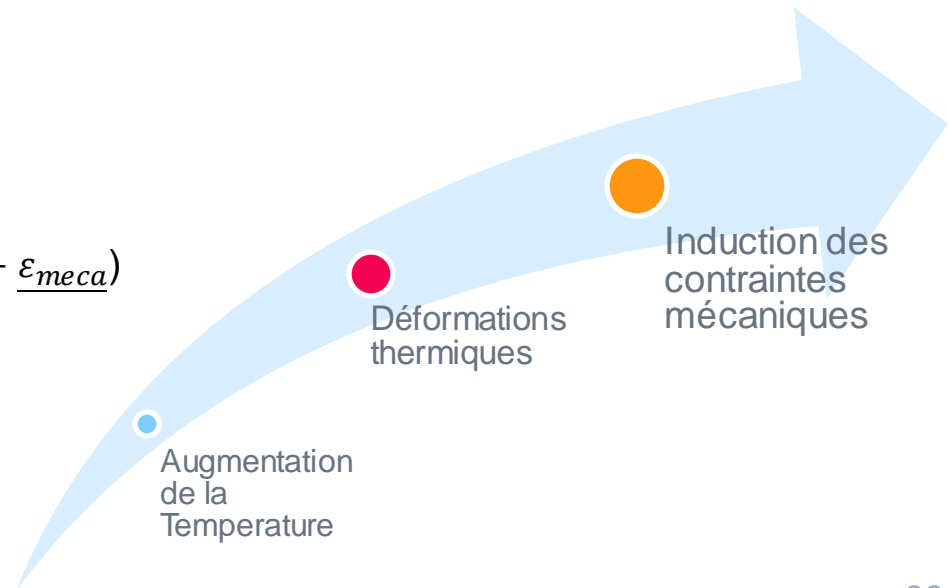 ε_meca)
Induction des
contraintes
mécaniques
Déformations
thermiques
Augmentation
de la
Temperature